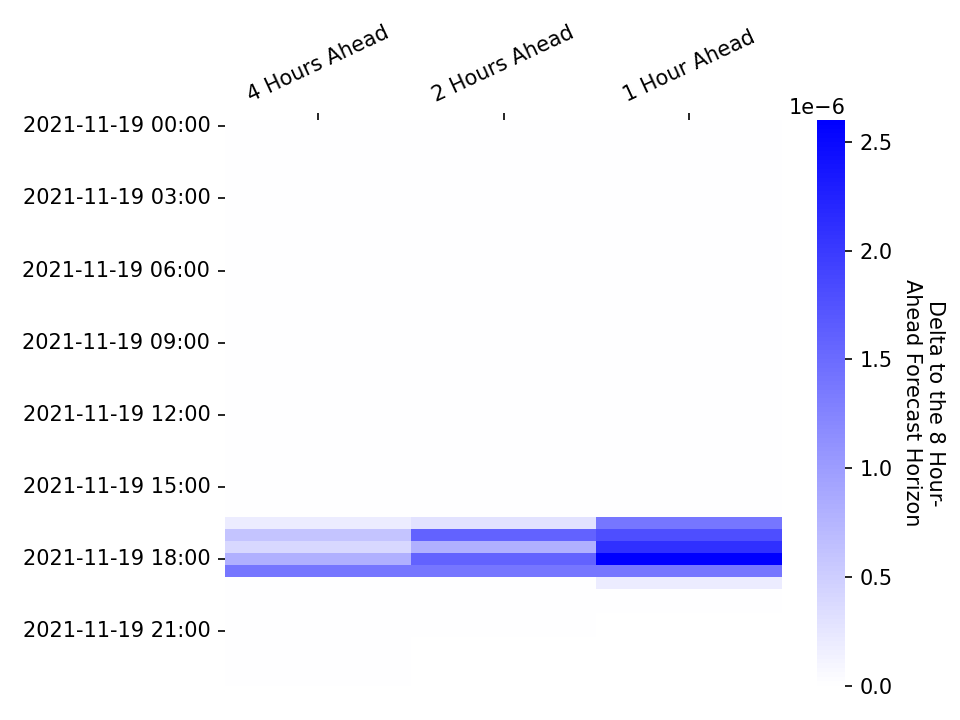 4 Hours Ahead
2 Hours Ahead
1 Hour Ahead
1e−6
2021-11-19 00:00
2021-11-19 03:00
2021-11-19 06:00
2021-11-19 09:00
2021-11-19 12:00
2021-11-19 15:00
2021-11-19 18:00
2021-11-19 21:00
2.5
2.0
1.5
1.0
0.5
0.0
Delta to the 8 Hour-
Ahead Forecast Horizon